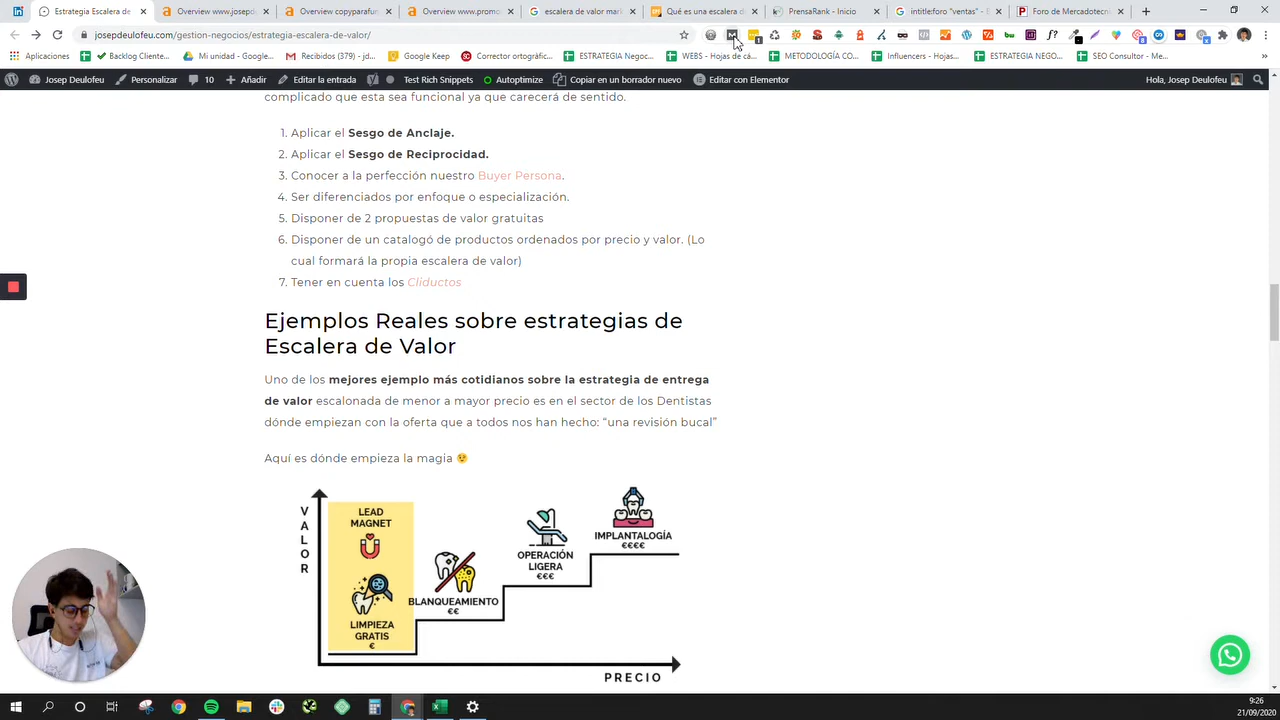 Estrategia Escalera de
Overview www.josepd
Overview copyparafun
Overview www.promo
escalera de valor mark
Qué es una escalera d
PrensaRank - Inicio
intitle:foro "ventas" - B
Foro de Mercadotecn
josepdeulofeu.com/gestion-negocios/estrategia-escalera-de-valor/
Aplicaciones
Backlog Cliente...
Mi unidad - Google...
Recibidos (379) - jd...
Google Keep
Corrector ortográfic...
ESTRATEGIA Negoc...
WEBS - Hojas de cá...
METODOLOGÍA CO...
Influencers - Hojas...
ESTRATEGIA NEGO...
SEO Consultor - Me...
Josep Deulofeu
Personalizar
10
Añadir
Editar la entrada
Test Rich Snippets
Autoptimize
Copiar en un borrador nuevo
Editar con Elementor
Hola, Josep Deulofeu
complicado que esta sea funcional ya que carecerá de sentido.
1. Aplicar el Sesgo de Anclaje.
2. Aplicar el Sesgo de Reciprocidad.
3. Conocer a la perfección nuestro Buyer Persona.
4. Ser diferenciados por enfoque o especialización.
5. Disponer de 2 propuestas de valor gratuitas
6. Disponer de un catalogó de productos ordenados por precio y valor. (Lo
cual formará la propia escalera de valor)
7. Tener en cuenta los Cliductos
Ejemplos Reales sobre estrategias de
Escalera de Valor
Uno de los mejores ejemplo más cotidianos sobre la estrategia de entrega
de valor escalonada de menor a mayor precio es en el sector de los Dentistas
dónde empiezan con la oferta que a todos nos han hecho: “una revisión bucal”
Aquí es dónde empieza la magia 😉
VALOR
LEAD
MAGNET
LIMPIEZA
GRATIS
€
BLANQUEAMIENTO
€€
OPERACIÓN
LIGERA
€€€
IMPLANTALOGÍA
€€€€
PRECIO
9:26
21/09/2020